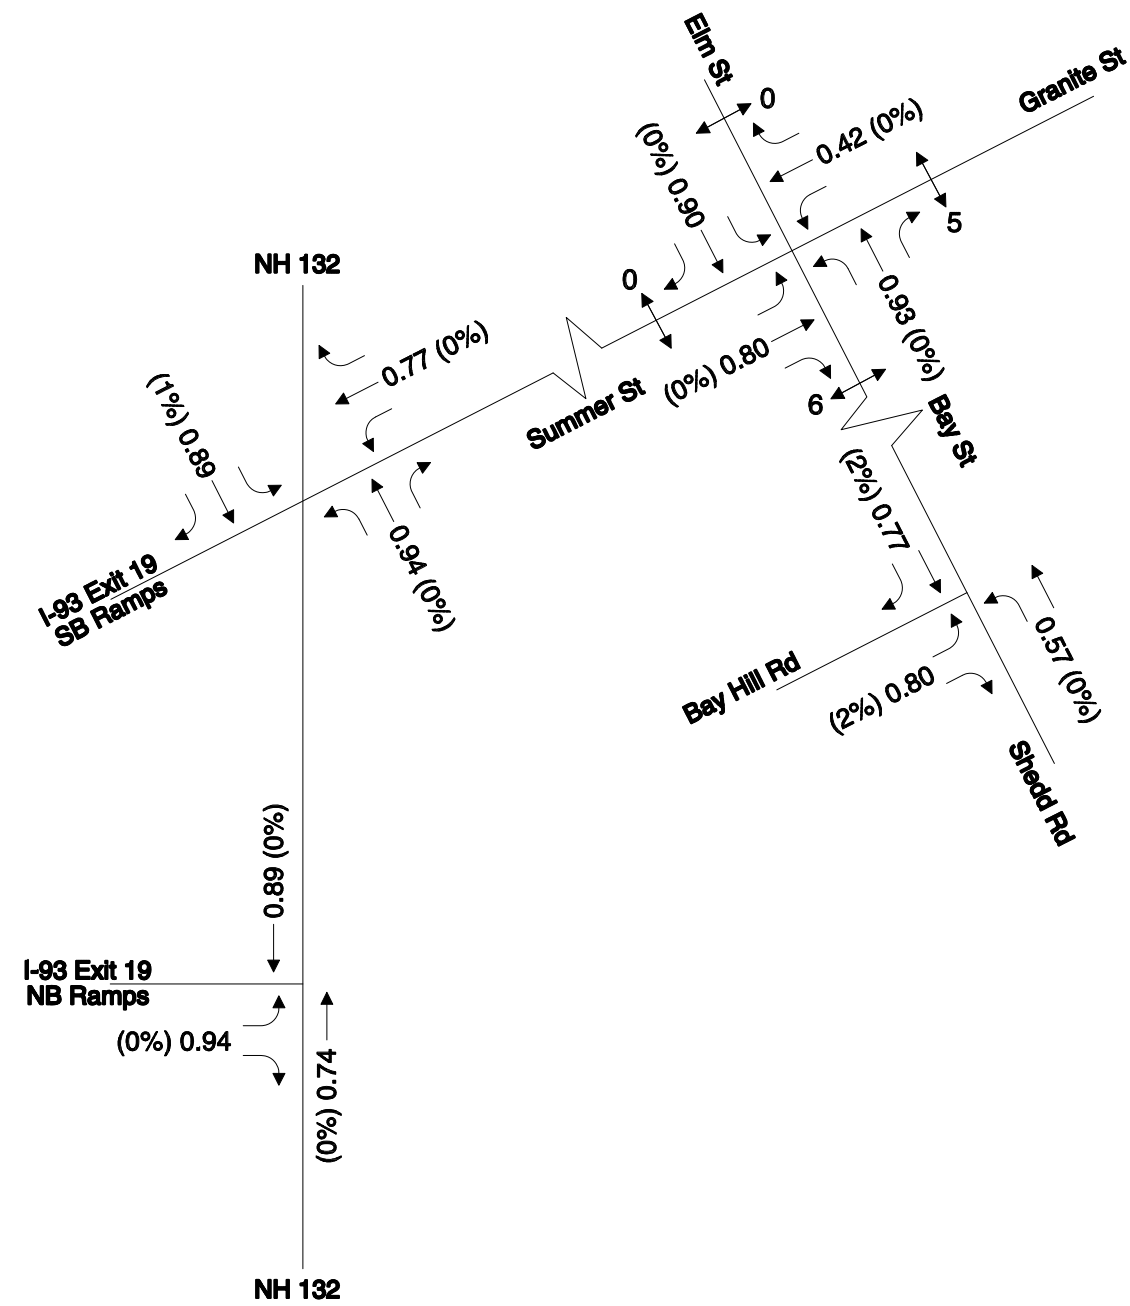 Elm St
Granite St
0
0.42 (0%)
(0%) 0.90
5
NH 132
0
0.93 (0%)
0.77 (0%)
(0%) 0.80
Summer St
6
Bay St
(1%) 0.89
(2%) 0.77
0.94 (0%)
I-93 Exit 19
SB Ramps
0.57 (0%)
Bay Hill Rd
(2%) 0.80
Shedd Rd
0.89 (0%)
I-93 Exit 19
NB Ramps
(0%) 0.94
(0%) 0.74
NH 132